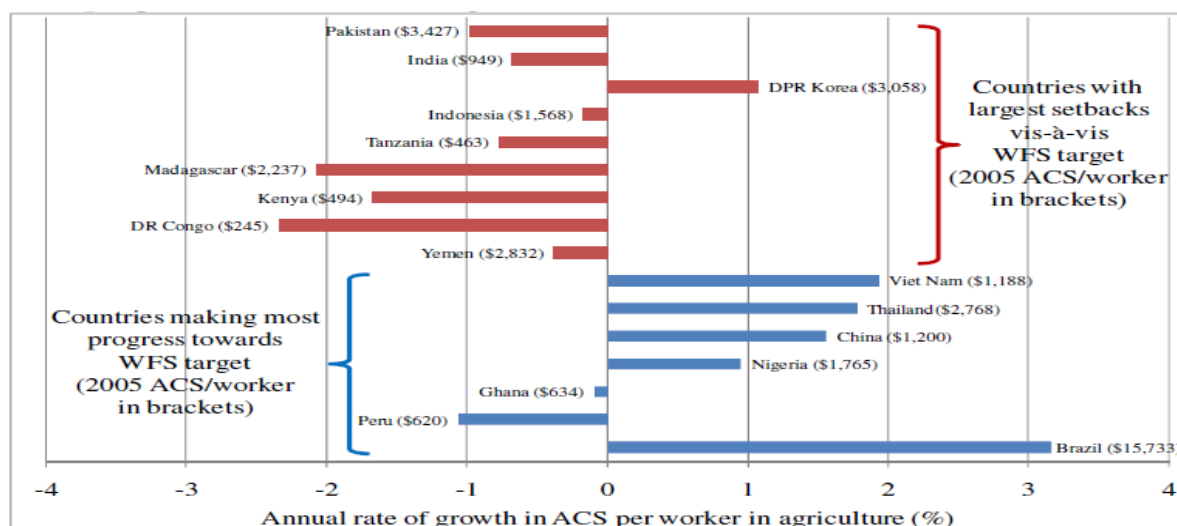 Pakistan ($3,427)
India ($949)
DPR Korea ($3,058)
Indonesia ($1,568)
Tanzania ($463)
Madagascar ($2,237)
Kenya ($494)
DR Congo ($245)
Yemen ($2,832)
Countries with
largest setbacks
vis-à-vis
WFS target
(2005 ACS/worker
in brackets)
Viet Nam ($1,188)
Thailand ($2,768)
China ($1,200)
Nigeria ($1,765)
Ghana ($634)
Peru ($620)
Brazil ($15,733)
Countries making most
progress towards
WFS target
(2005 ACS/worker
in brackets)
-4 -3 -2 -1 0 1 2 3 4
Annual rate of growth in ACS per worker in agriculture (%)